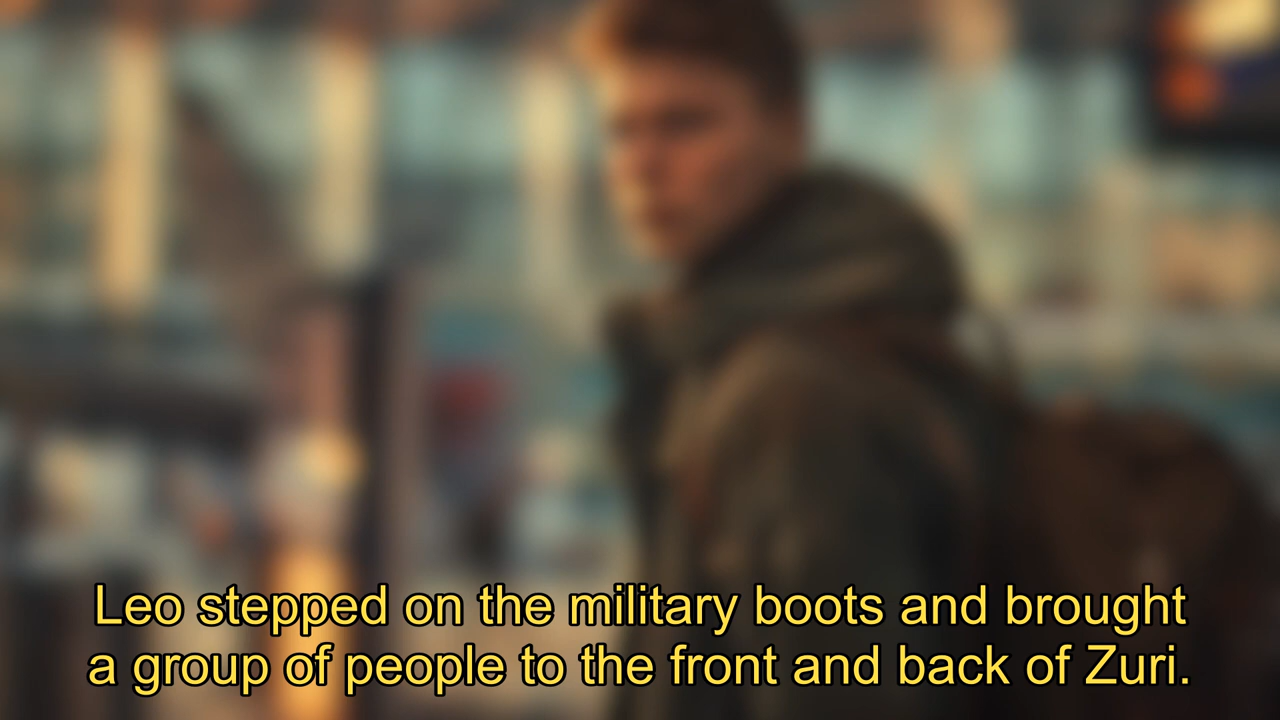 Leo stepped on the military boots and brought
a group of people to the front and back of Zuri.